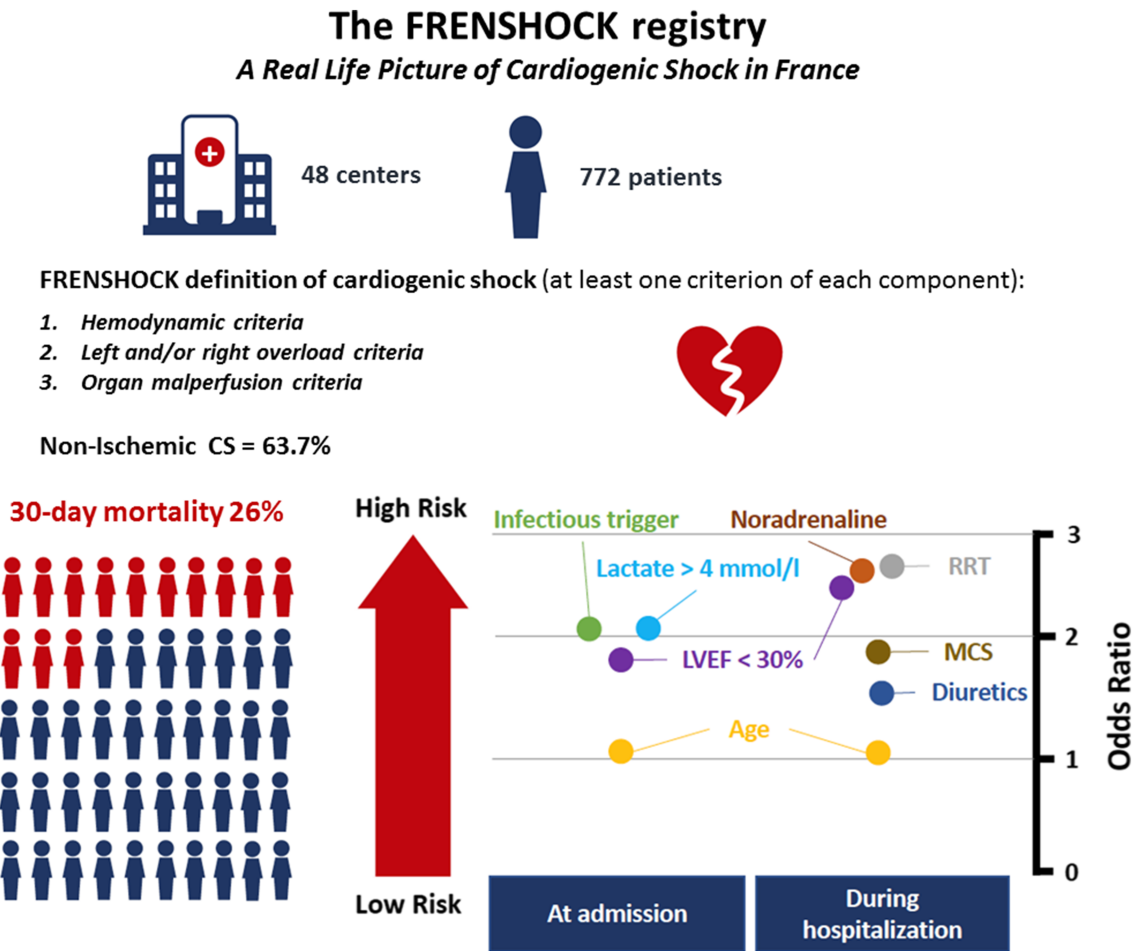 The FRENSHOCK registry
A Real Life Picture of Cardiogenic Shock in France
48 centers
772 patients
FRENSHOCK definition of cardiogenic shock (at least one criterion of each component):
1. Hemodynamic criteria
2. Left and/or right overload criteria
3. Organ malperfusion criteria
Non-Ischemic CS = 63.7%
30-day mortality 26%
High Risk
Low Risk
Infectious trigger
Noradrenaline
Lactate > 4 mmol/l
RRT
LVEF < 30%
MCS
Diuretics
Age
3
2
1
0
Odds Ratio
At admission
During
hospitalization